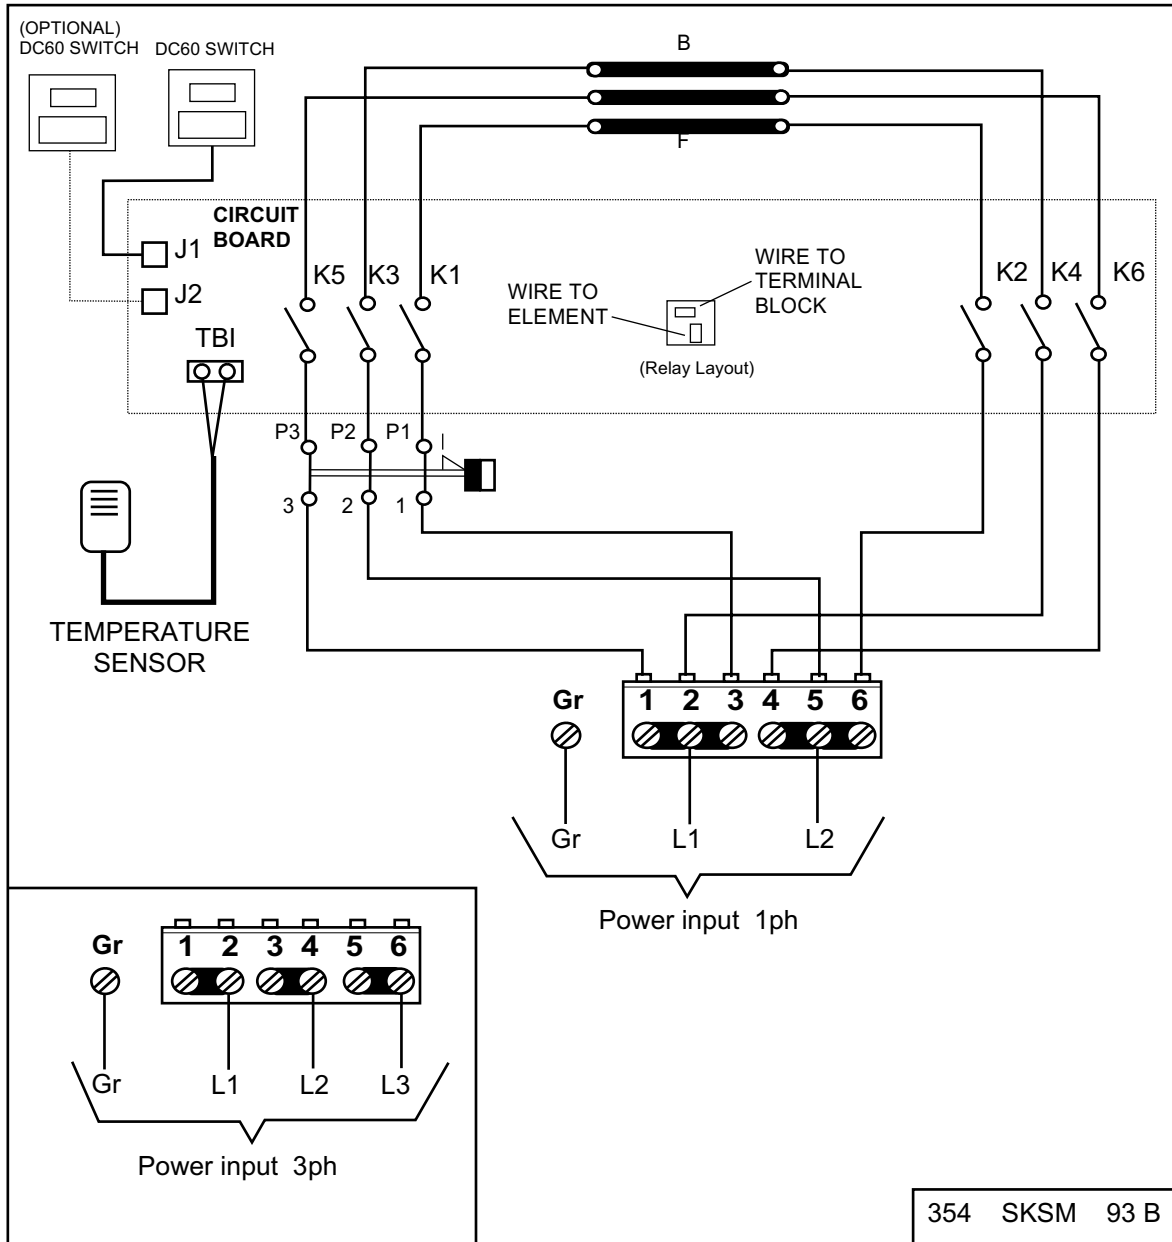 (OPTIONAL)
DC60 SWITCH
DC60 SWITCH
B
F
CIRCUIT
BOARD
J1
J2
K5
K3
K1
WIRE TO
ELEMENT
WIRE TO
TERMINAL
BLOCK
K2
K4
K6
(Relay Layout)
TBI
P3
P2
P1
3
2
1
TEMPERATURE
SENSOR
Gr
1 2 3 4 5 6
Gr
L1
L2
Power input 1ph
Gr
1 2 3 4 5 6
Gr
L1
L2
L3
Power input 3ph
354 SKSM 93 B